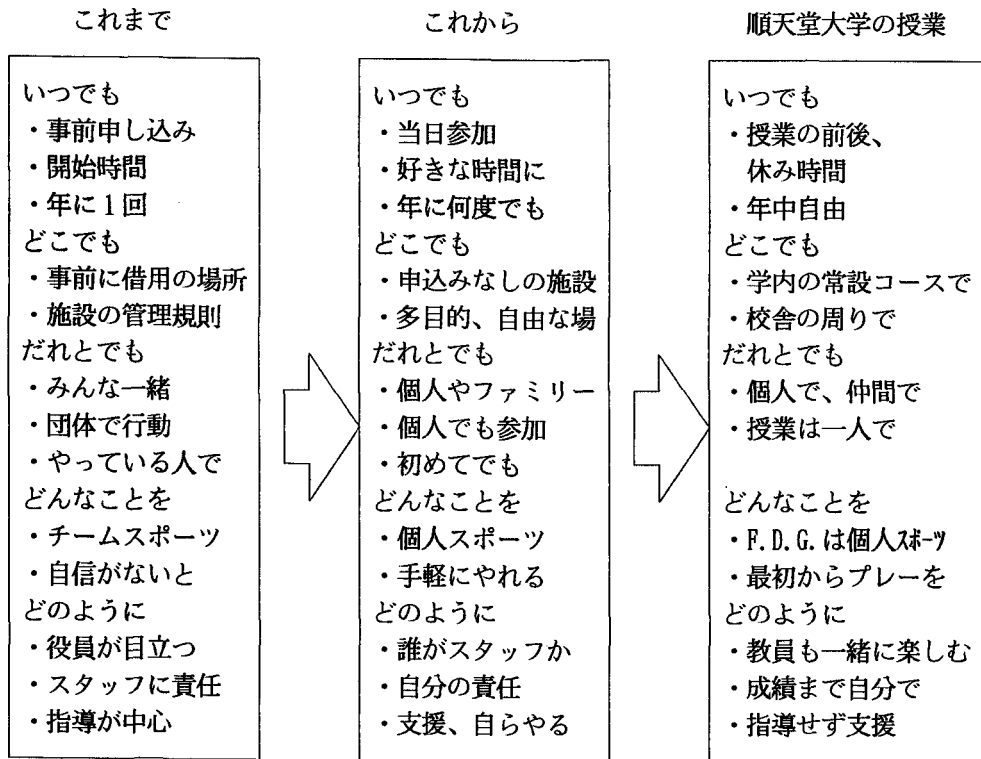 これまで
いつでも
・事前申し込み
・開始時間
・年に1回
どこでも
・事前に借用の場所
・施設の管理規則
だれとでも
・みんな一緒
・団体で行動
・やっている人で
どんなことを
・チームスポーツ
・自信がないと
どのように
・役員が目立つ
・スタッフに責任
・指導が中心
これから
いつでも
・当日参加
・好きな時間に
・年に何度でも
どこでも
・申込みなしの施設
・多目的、自由な場
だれとでも
・個人やファミリー
・個人でも参加
・初めてでも
どんなことを
・個人スポーツ
・手軽にやれる
どのように
・誰がスタッフか
・自分の責任
・支援、自らやる
順天堂大学の授業
いつでも
・授業の前後、
休み時間
・年中自由
どこでも
・学内の常設コースで
・校舎の周りで
だれとでも
・個人で、仲間で
・授業は一人で
どんなことを
・F.D.G.は個人スポーツ
・最初からプレーを
どのように
・教員も一緒に楽しむ
・成績まで自分で
・指導せず支援